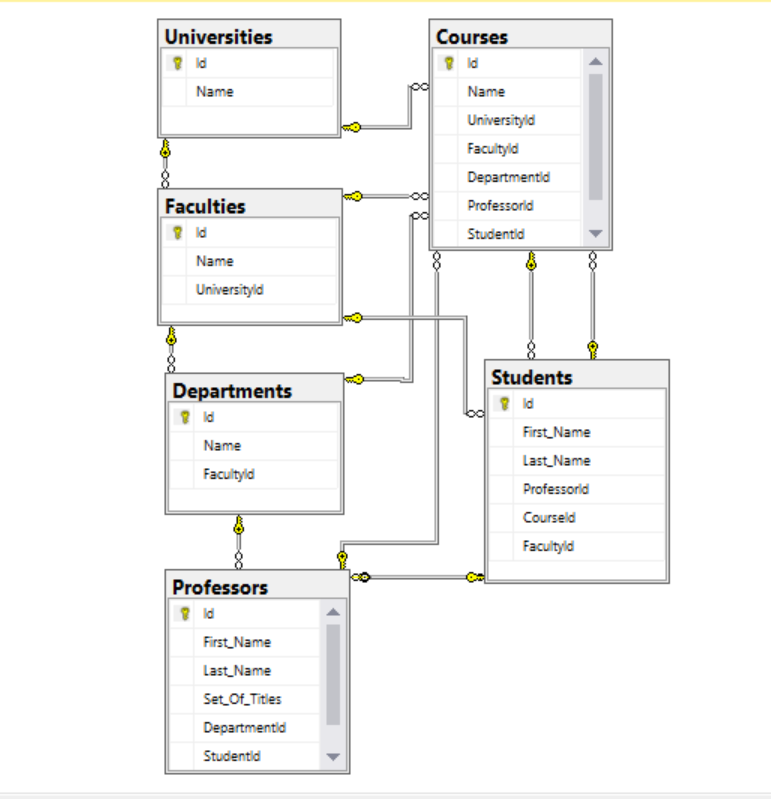 Universities
Id
Name
Courses
Id
Name
UniversityId
FacultyId
DepartmentId
ProfessorId
StudentId
Faculties
Id
Name
UniversityId
Departments
Id
Name
FacultyId
Students
Id
First_Name
Last_Name
ProfessorId
CourseId
FacultyId
Professors
Id
First_Name
Last_Name
Set_Of_Titles
DepartmentId
StudentId